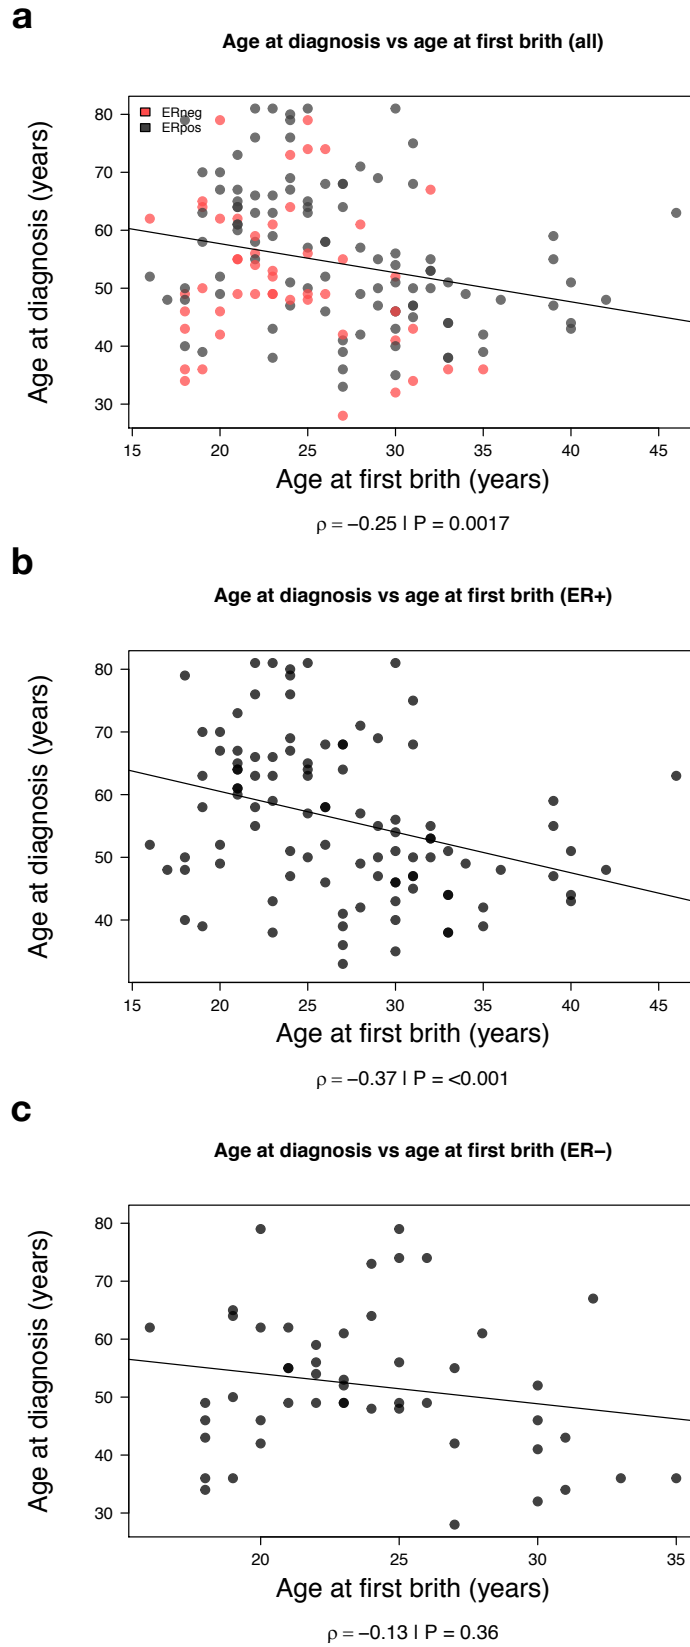 a
Age at diagnosis vs age at first brith (all)
Age at diagnosis (years)
80
70
60
50
40
30
ERneg
ERpos
15 20 25 30 35 40 45
Age at first brith (years)
ρ = −0.25 | P = 0.0017
b
Age at diagnosis vs age at first brith (ER+)
Age at diagnosis (years)
80
70
60
50
40
15 20 25 30 35 40 45
Age at first brith (years)
ρ = −0.37 | P = <0.001
c
Age at diagnosis vs age at first brith (ER−)
Age at diagnosis (years)
80
70
60
50
40
30
20 25 30 35
Age at first brith (years)
ρ = −0.13 | P = 0.36